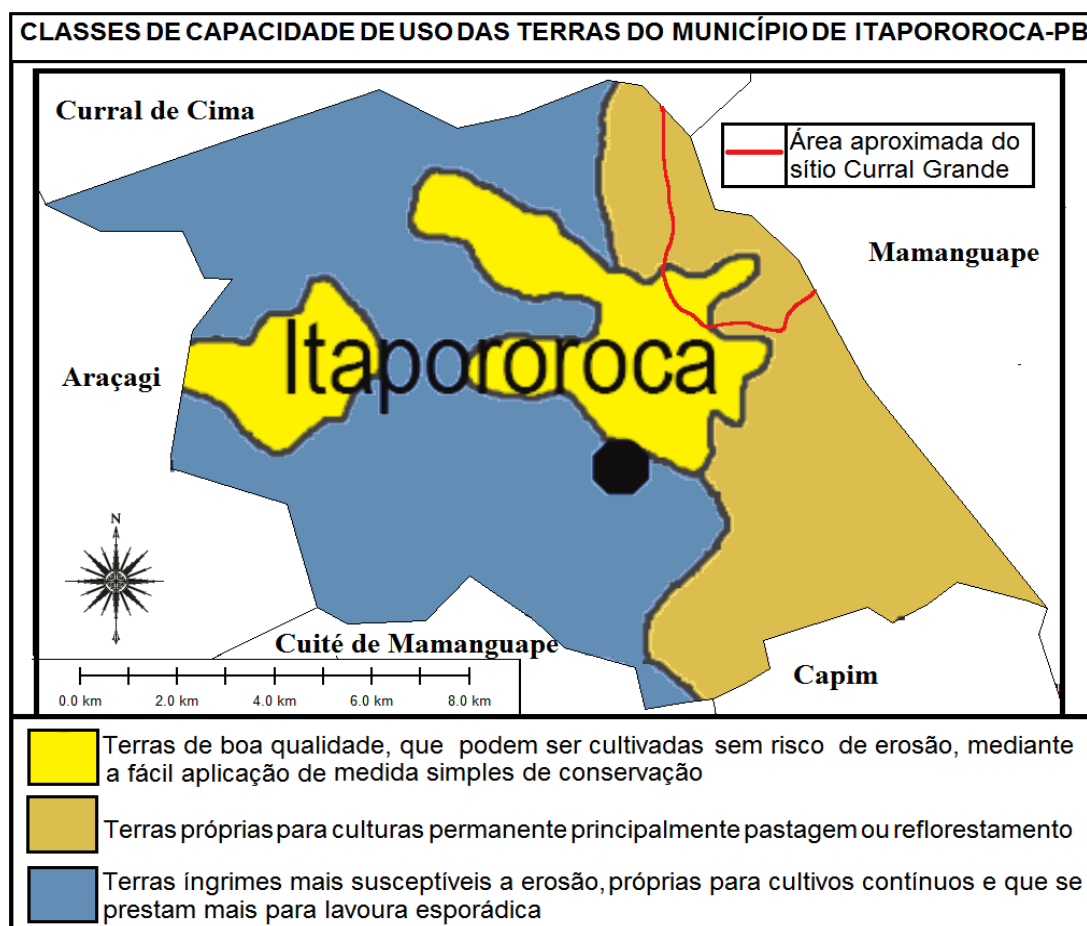 CLASSES DE CAPACIDADE DE USO DAS TERRAS DO MUNICÍPIO DE ITAPOROROCA-PB
Curral de Cima
Área aproximada do
sítio Curral Grande
Mamanguape
Itapororoca
Araçagi
N
Cuité de Mamanguape
Capim
0.0 km 2.0 km 4.0 km 6.0 km 8.0 km
Terras de boa qualidade, que podem ser cultivadas sem risco de erosão, mediante
a fácil aplicação de medida simples de conservação
Terras próprias para culturas permanente principalmente pastagem ou reflorestamento
Terras íngrimes mais susceptíveis a erosão, próprias para cultivos contínuos e que se
prestam mais para lavoura esporádica